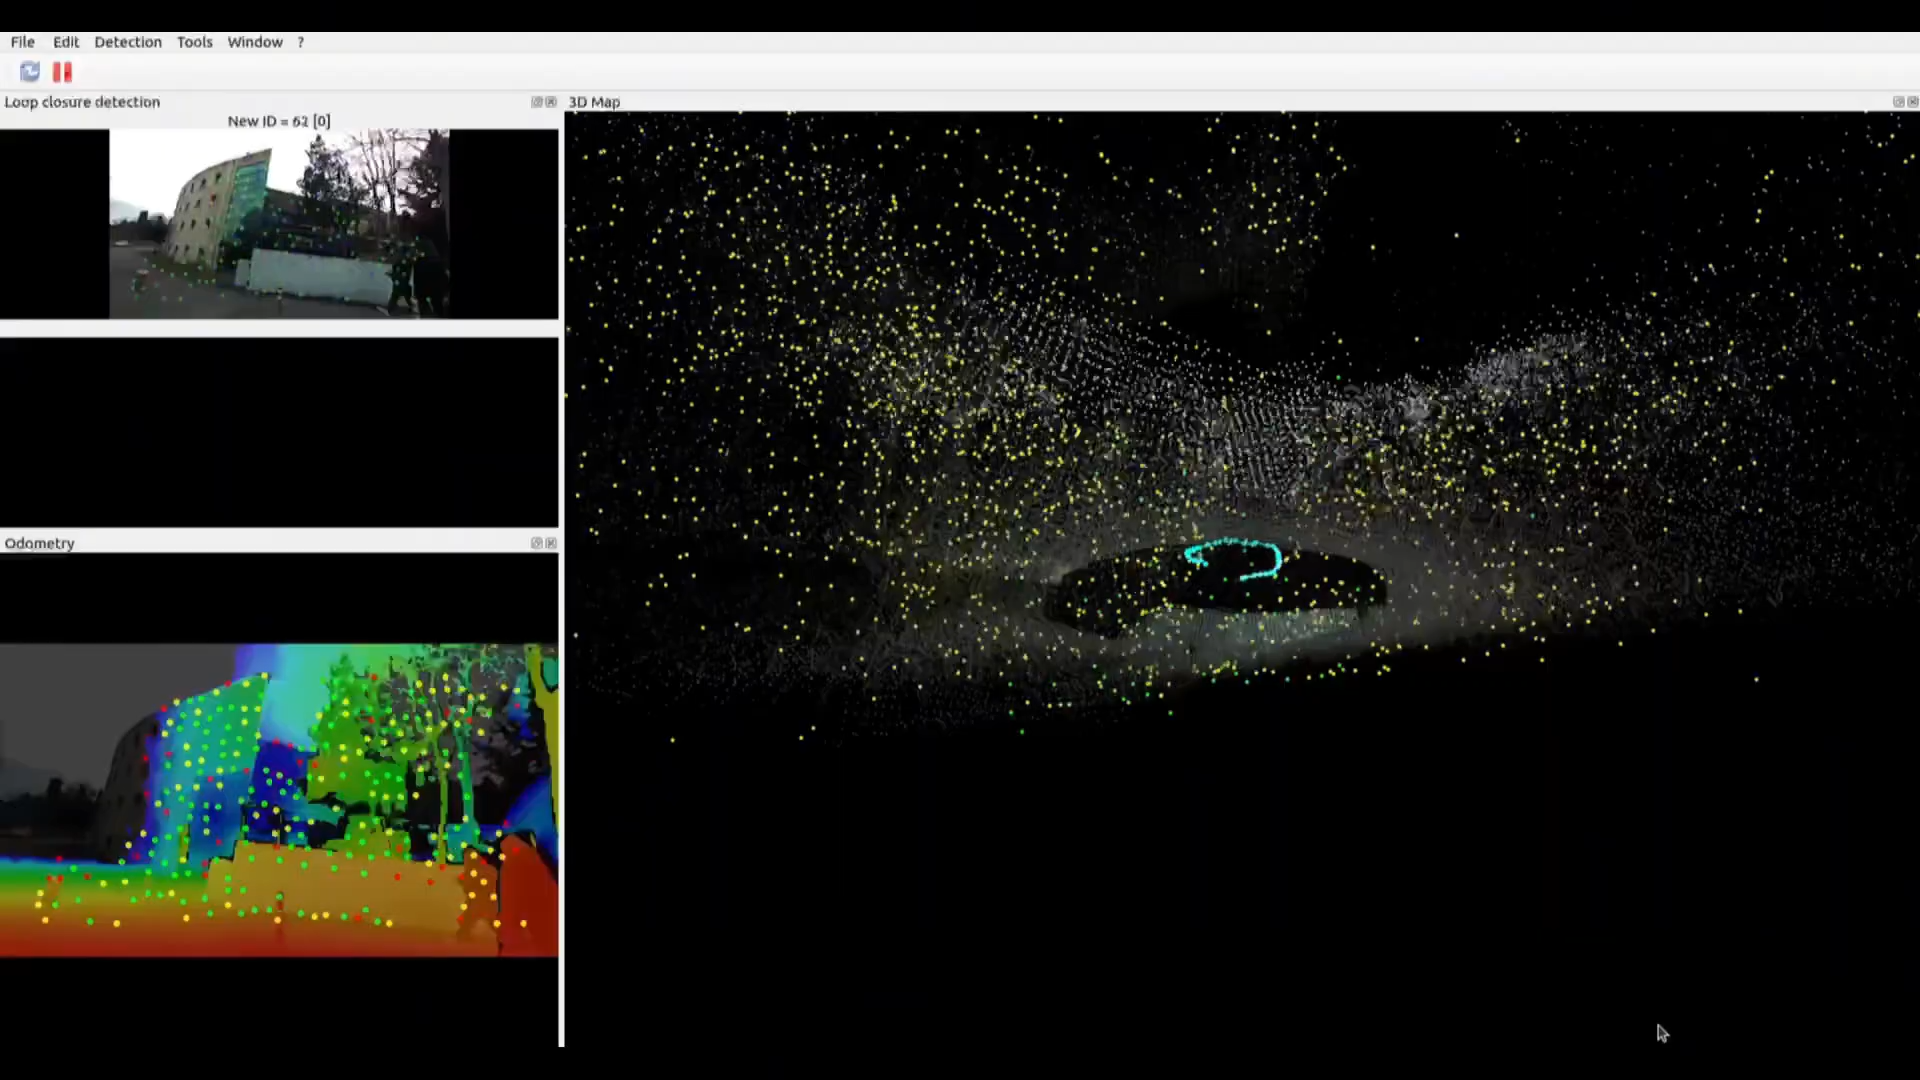 File Edit Detection Tools Window ?
Loop closure detection
3D Map
New ID = 62 [0]
Odometry